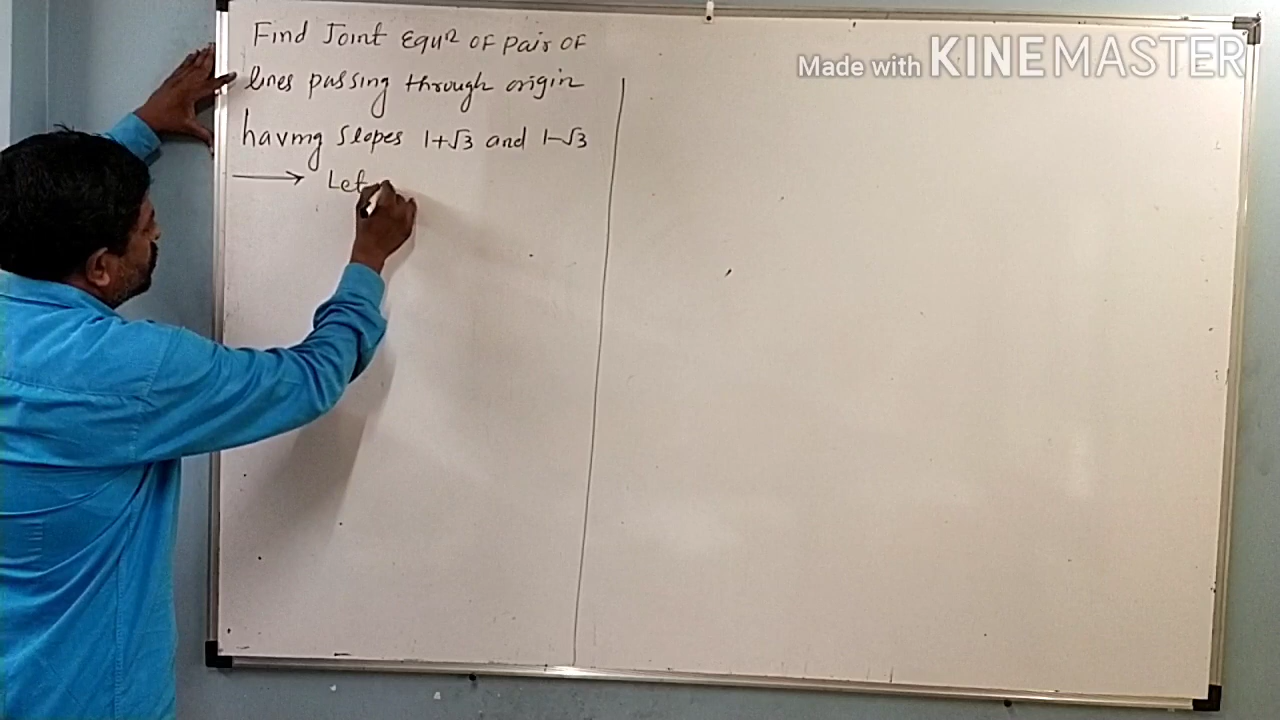 Find Joint Equⁿ OF Pair OF
lines passing through origin
having slopes 1+√3 and 1-√3
→ Let
Made with KINEMASTER